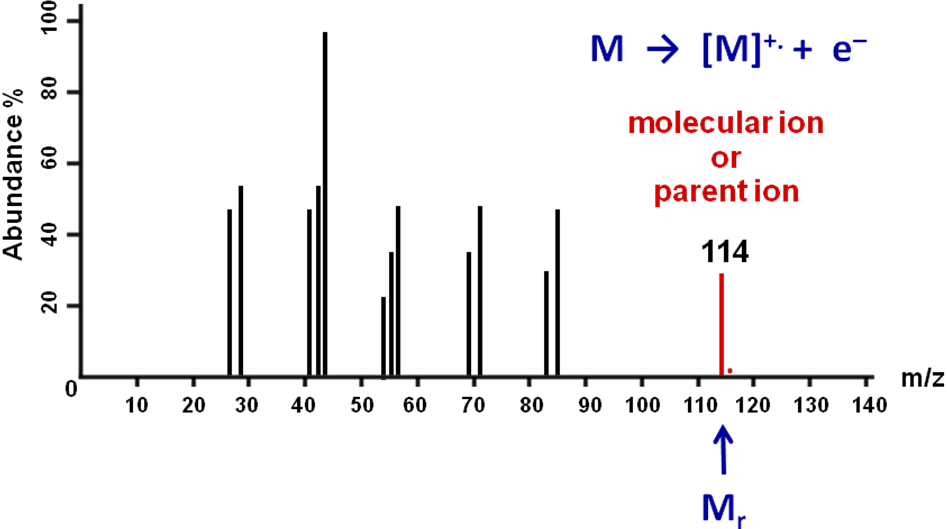 M → [M]⁺· + e⁻
molecular ion
or
parent ion
114
Abundance %
100
80
60
40
20
0
10 20 30 40 50 60 70 80 90 100 110 120 130 140
m/z
Mᵣ